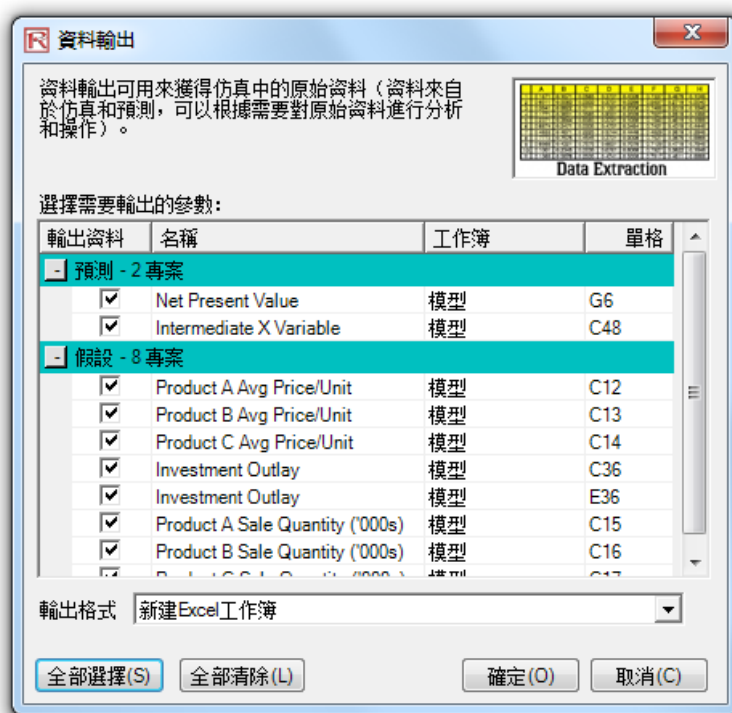 資料輸出
資料輸出可用來獲得仿真中的原始資料（資料來自
於仿真和預測，可以根據需要對原始資料進行分析
和操作）。
Data Extraction
選擇需要輸出的參數：
輸出資料 名稱 工作簿 單格
預測 - 2 專案
Net Present Value 模型 G6
Intermediate X Variable 模型 C48
假設 - 8 專案
Product A Avg Price/Unit 模型 C12
Product B Avg Price/Unit 模型 C13
Product C Avg Price/Unit 模型 C14
Investment Outlay 模型 C36
Investment Outlay 模型 E36
Product A Sale Quantity ('000s) 模型 C15
Product B Sale Quantity ('000s) 模型 C16
輸出格式 新建Excel工作簿
全部選擇(S) 全部清除(L) 確定(O) 取消(C)